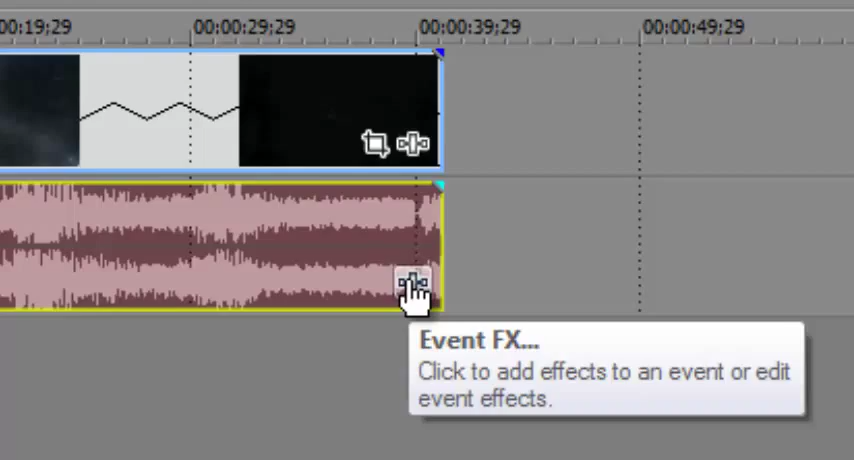 00:19;29 00:00:29;29 00:00:39;29 00:00:49;29
Event FX...
Click to add effects to an event or edit
event effects.